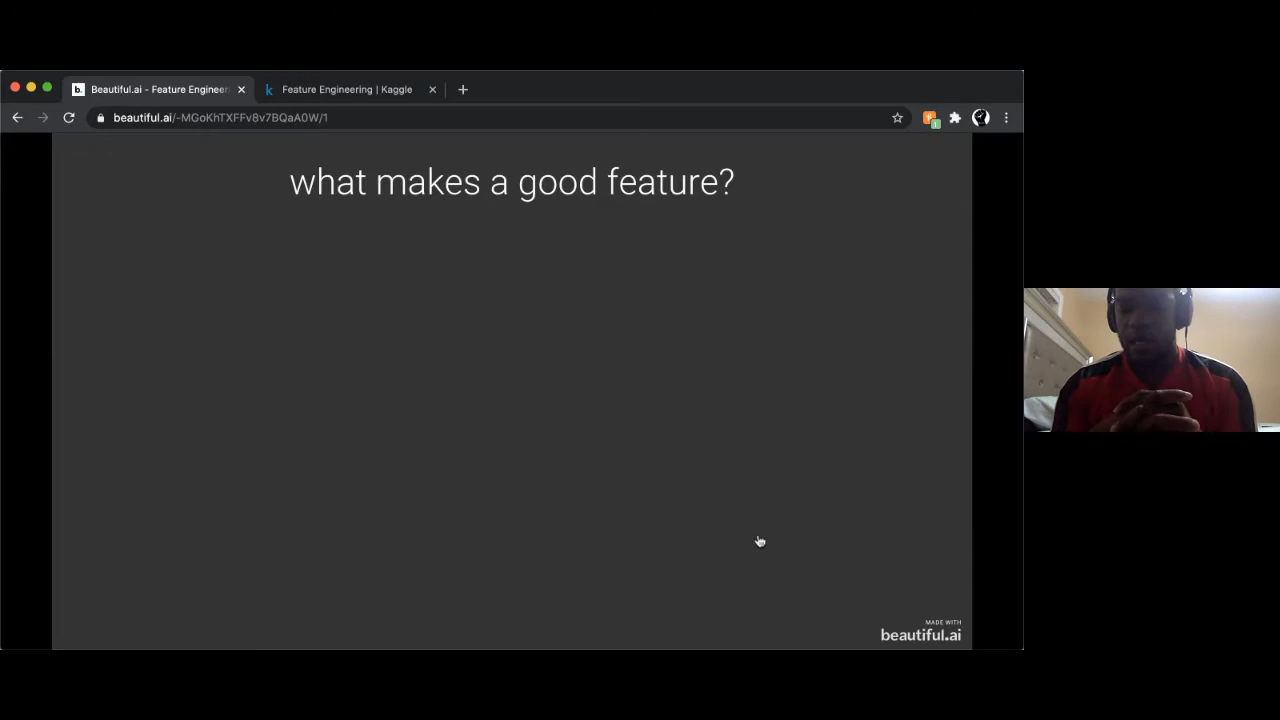 Beautiful.ai - Feature Engineer
Feature Engineering | Kaggle
beautiful.ai/-MGoKhTXFFv8v7BQaA0W/1
what makes a good feature?
MADE WITH
beautiful.ai